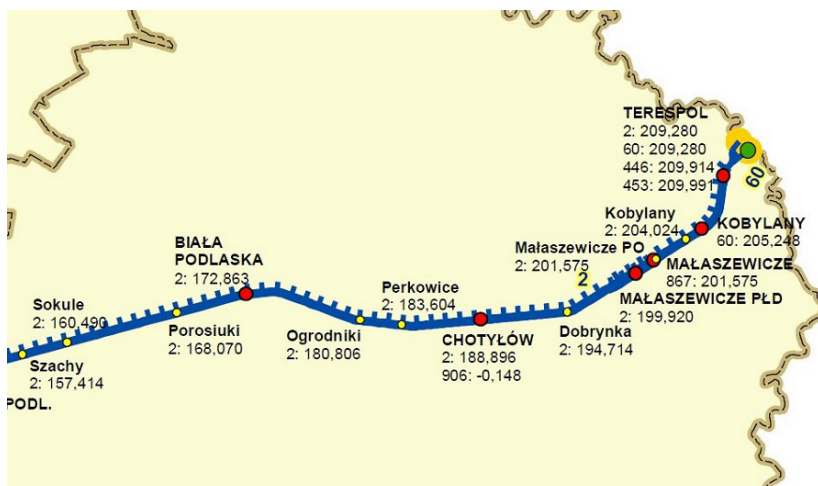 TERESPOL
2: 209,280
60: 209,280
446: 209,914
453: 209,991
60
Kobylany
2: 204,024
KOBYLANY
60: 205,248
Małaszewicze PO
2: 201,575
MAŁASZEWICZE
867: 201,575
MAŁASZEWICZE PŁD
2: 199,920
2
BIAŁA
PODLASKA
2: 172,863
Perkowice
2: 183,604
Sokule
2: 160,490
Porosiuki
2: 168,070
Ogrodniki
2: 180,806
CHOTYŁÓW
2: 188,896
906: -0,148
Dobrynka
2: 194,714
Szachy
2: 157,414
PODL.